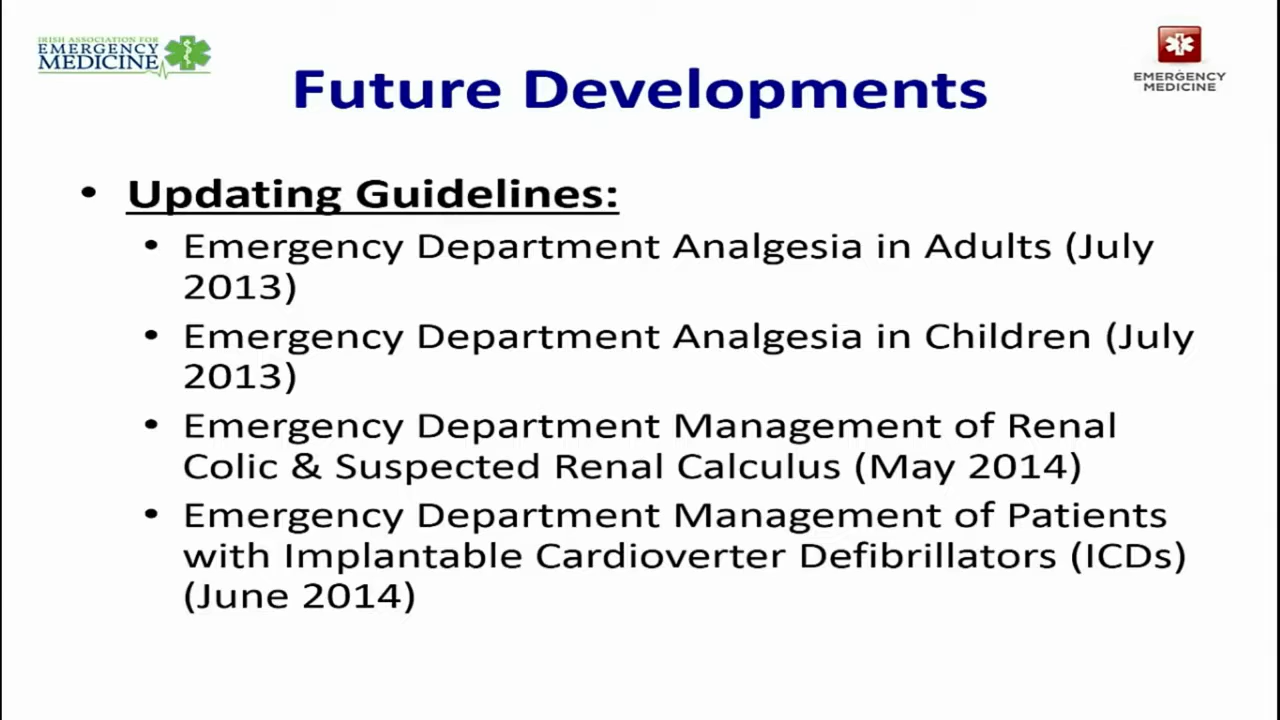 IRISH ASSOCIATION FOR
EMERGENCY
MEDICINE
EMERGENCY
MEDICINE
Future Developments
• Updating Guidelines:
• Emergency Department Analgesia in Adults (July
2013)
• Emergency Department Analgesia in Children (July
2013)
• Emergency Department Management of Renal
Colic & Suspected Renal Calculus (May 2014)
• Emergency Department Management of Patients
with Implantable Cardioverter Defibrillators (ICDs)
(June 2014)